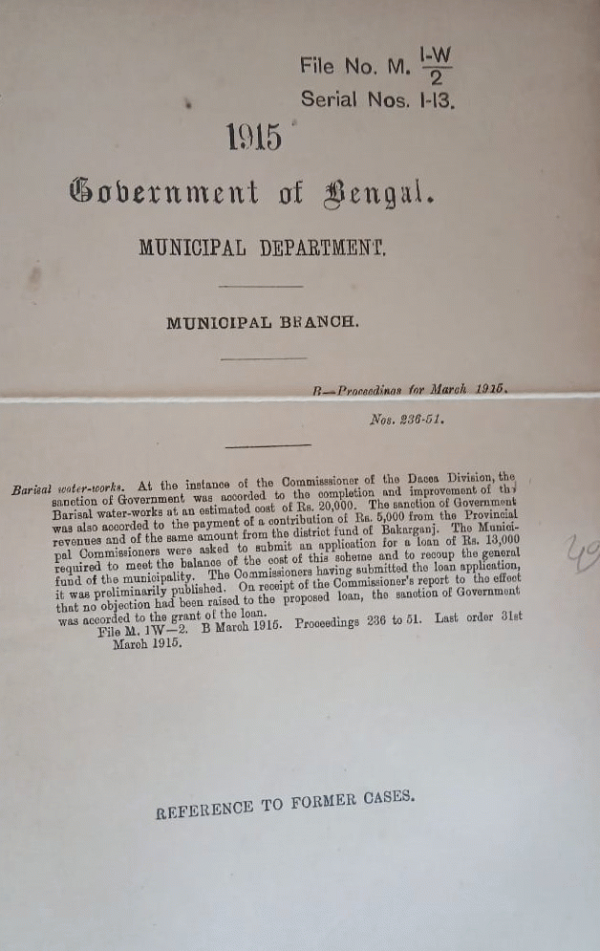 File No. M. 1-W/2
Serial Nos. 1-13.
1915
Government of Bengal.
MUNICIPAL DEPARTMENT.
MUNICIPAL BRANCH.
B—Proceedings for March 1915.
Nos. 236-51.
Barisal water-works. At the instance of the Commissioner of the Dacca Division, the
sanction of Government was accorded to the completion and improvement of the
Barisal water-works at an estimated cost of Rs. 20,000. The sanction of Government
was also accorded to the payment of a contribution of Rs. 5,000 from the Provincial
revenues and of the same amount from the district fund of Bakarganj. The Munici-
pal Commissioners were asked to submit an application for a loan of Rs. 13,000
required to meet the balance of the cost of this scheme and to recoup the general
fund of the municipality. The Commissioners having submitted the loan application,
it was preliminarily published. On receipt of the Commissioner's report to the effect
that no objection had been raised to the proposed loan, the sanction of Government
was accorded to the grant of the loan.
File M. 1W—2. B March 1915. Proceedings 236 to 51. Last order 31st
March 1915.
REFERENCE TO FORMER CASES.